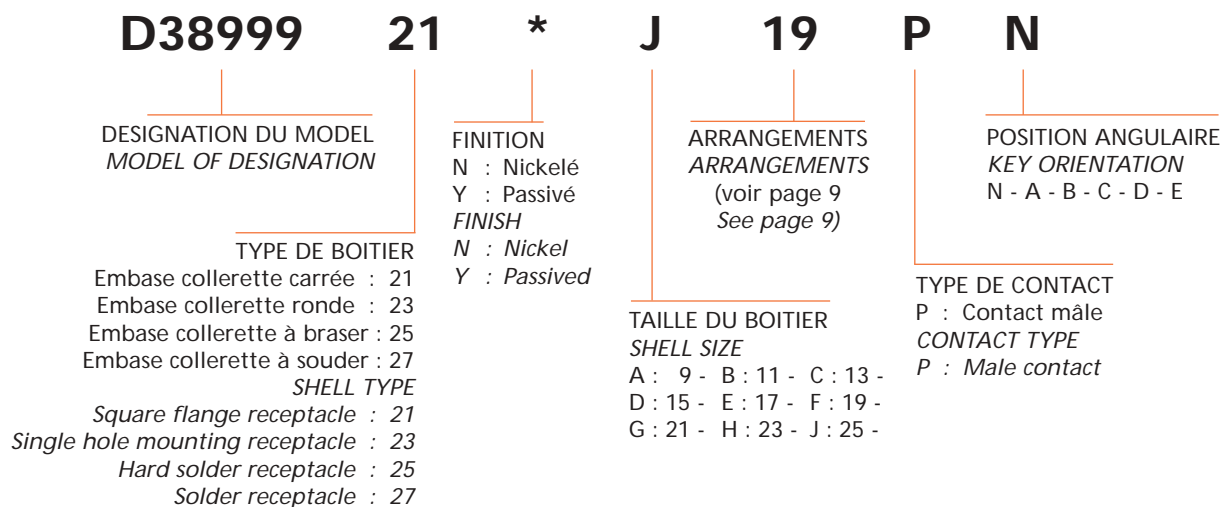 D38999 21 * J 19 P N
DESIGNATION DU MODEL
MODEL OF DESIGNATION
TYPE DE BOITIER
Embase collerette carrée : 21
Embase collerette ronde : 23
Embase collerette à braser : 25
Embase collerette à souder : 27
SHELL TYPE
Square flange receptacle : 21
Single hole mounting receptacle : 23
Hard solder receptacle : 25
Solder receptacle : 27
FINITION
N : Nickelé
Y : Passivé
FINISH
N : Nickel
Y : Passived
TAILLE DU BOITIER
SHELL SIZE
A : 9 - B : 11 - C : 13 -
D : 15 - E : 17 - F : 19 -
G : 21 - H : 23 - J : 25 -
ARRANGEMENTS
ARRANGEMENTS
(voir page 9
See page 9)
TYPE DE CONTACT
P : Contact mâle
CONTACT TYPE
P : Male contact
POSITION ANGULAIRE
KEY ORIENTATION
N - A - B - C - D - E